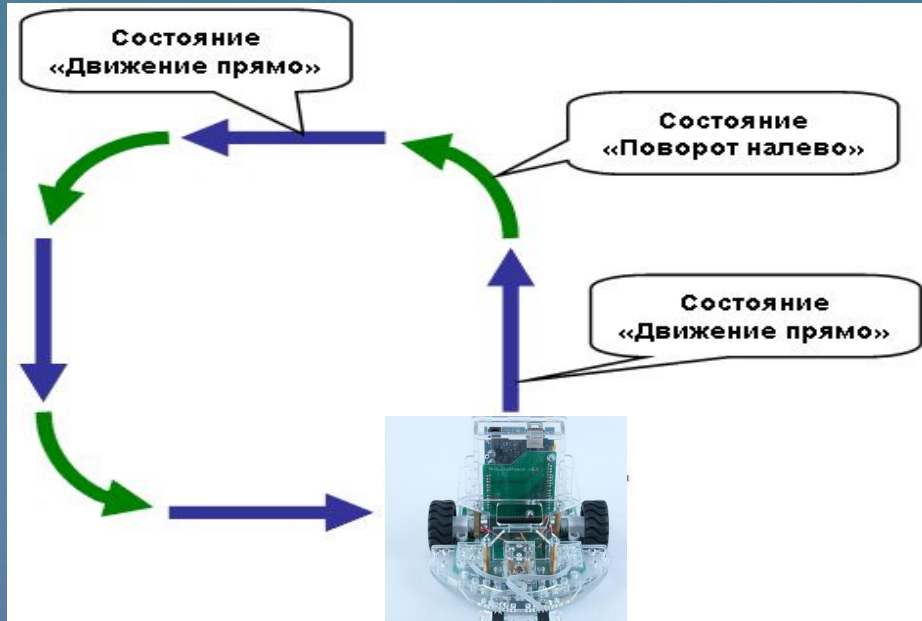 Состояние
«Движение прямо»
Состояние
«Поворот налево»
Состояние
«Движение прямо»